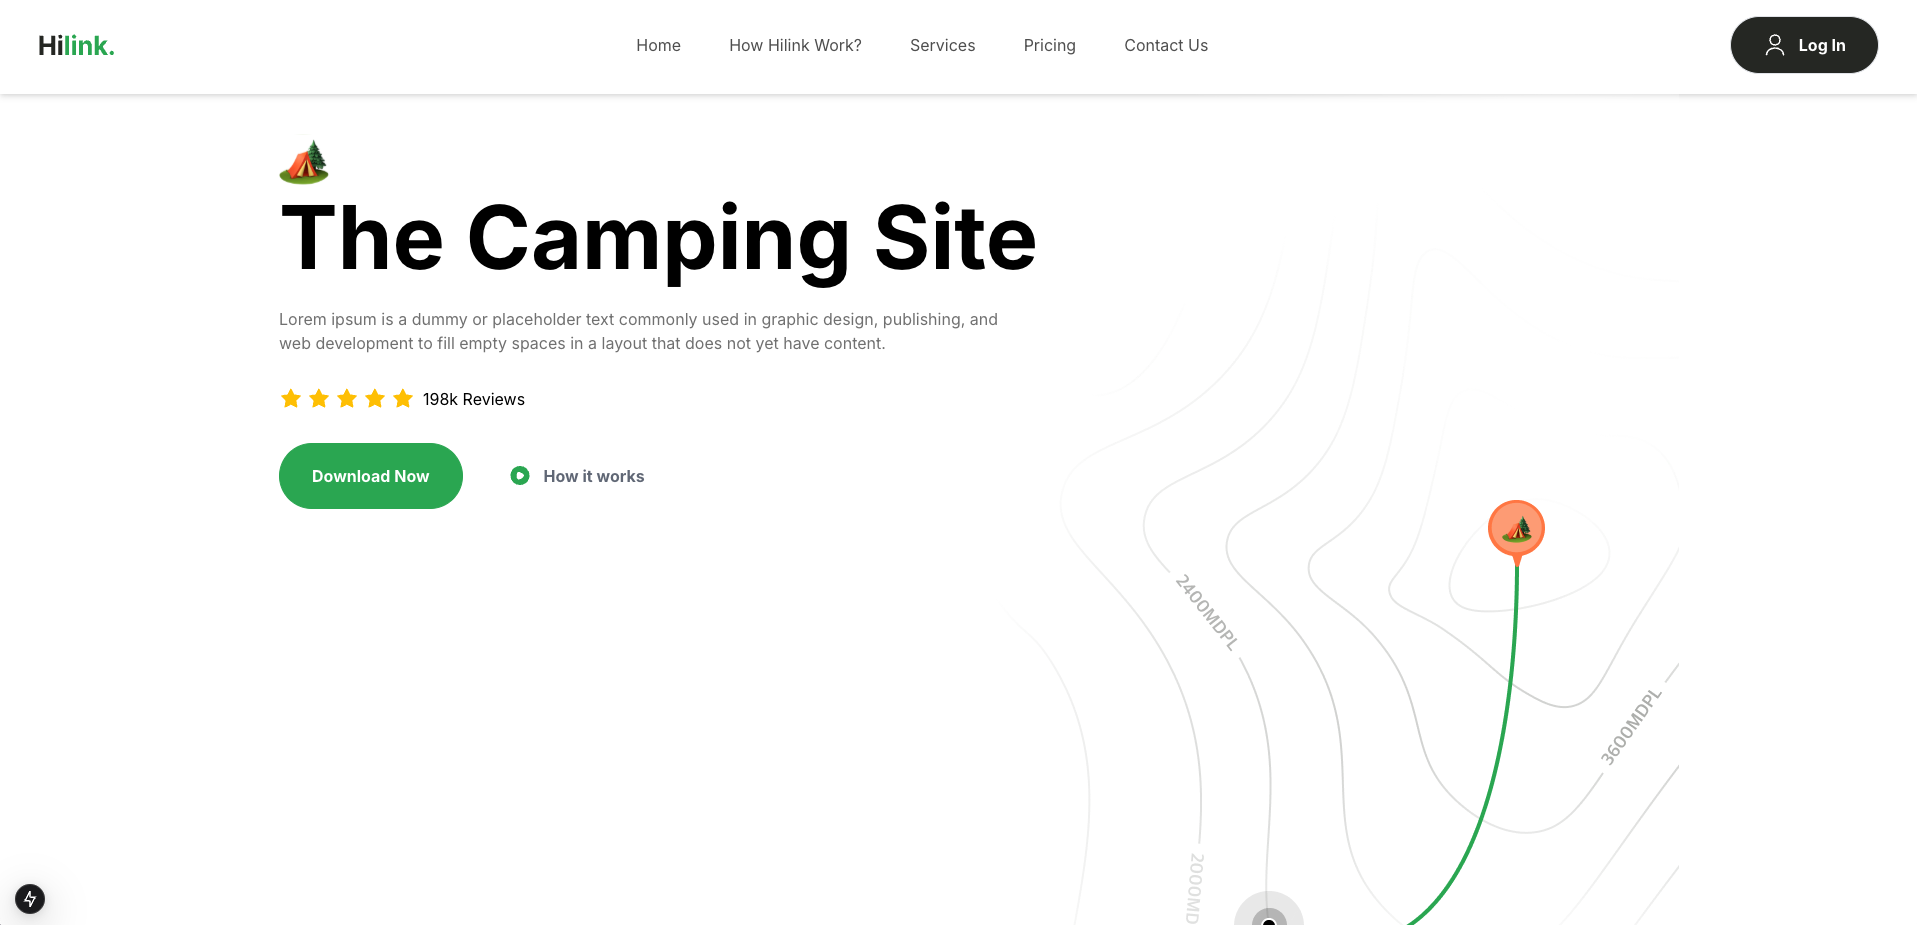 Hilink.
Home
How Hilink Work?
Services
Pricing
Contact Us
Log In
The Camping Site
Lorem ipsum is a dummy or placeholder text commonly used in graphic design, publishing, and
web development to fill empty spaces in a layout that does not yet have content.
198k Reviews
Download Now
How it works
2400MDPL
3600MDPL
2000MD